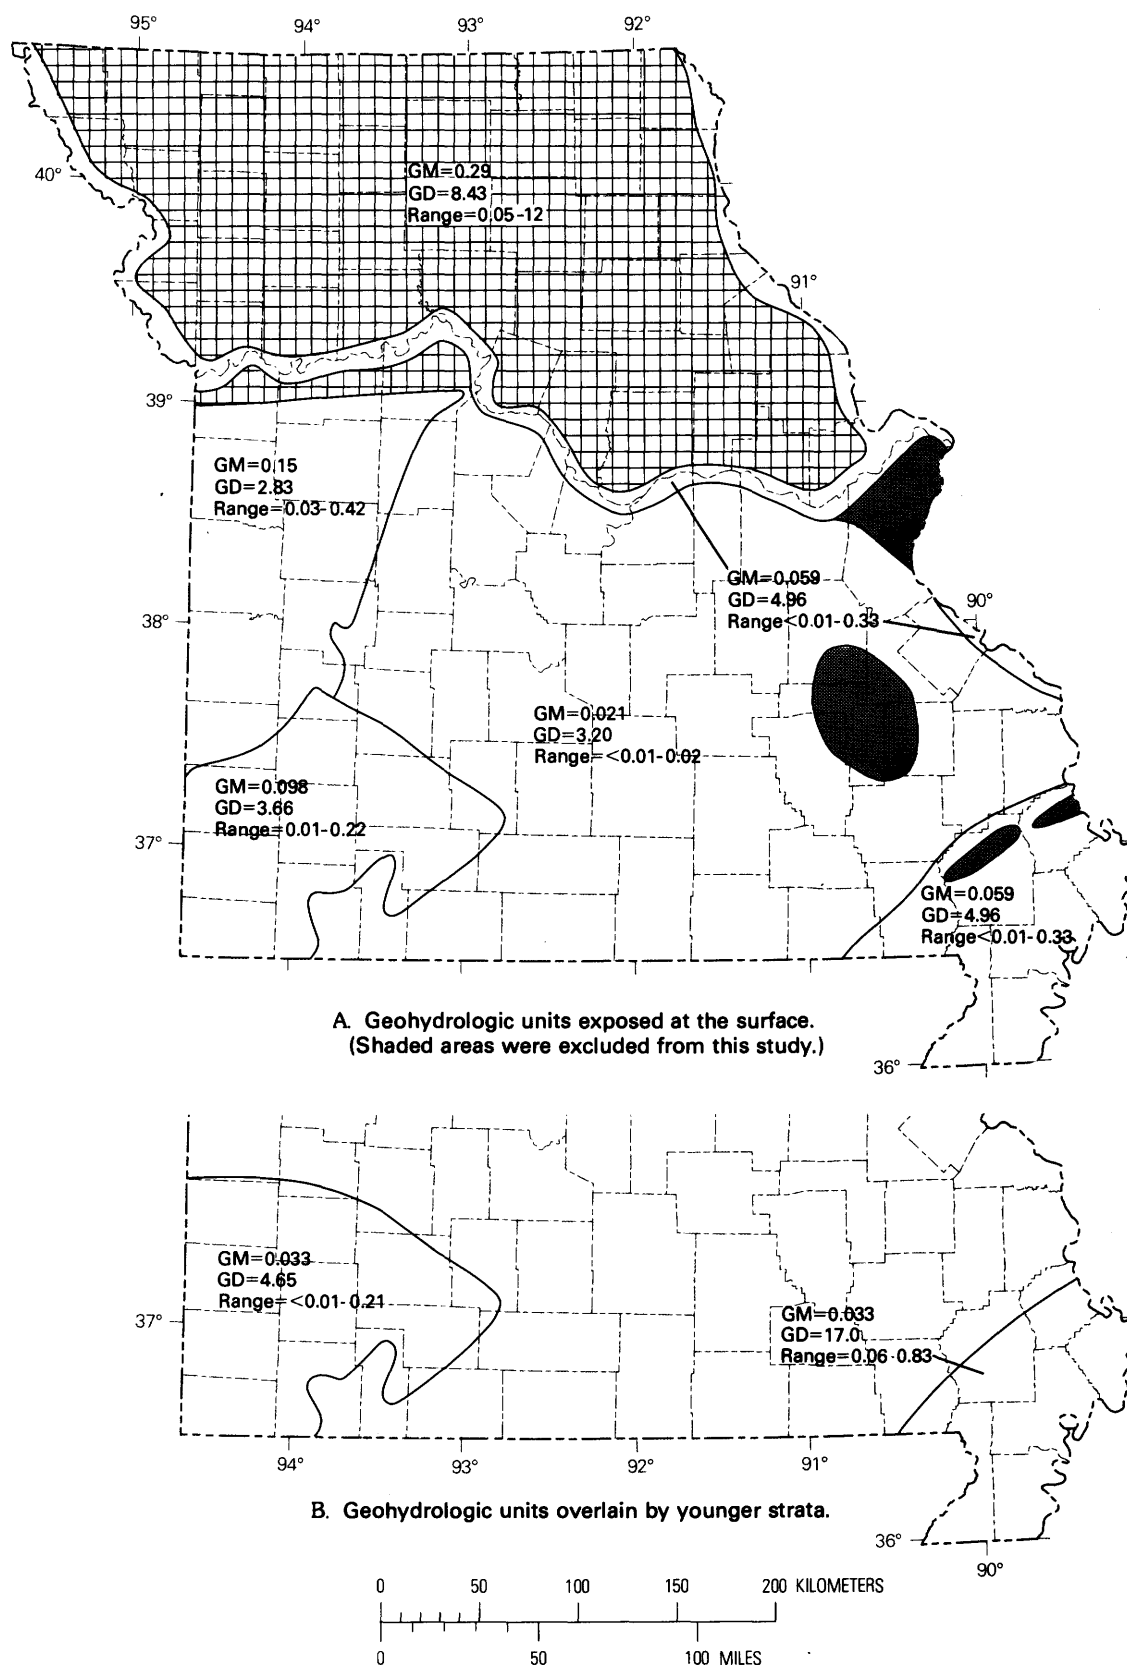 95° 94° 93° 92°
40°
GM=0.29
GD=8.43
Range=0.05-12
91°
39°
GM=0.15
GD=2.83
Range=0.03-0.42
GM=0.059
GD=4.96
Range<0.01-0.33
90°
38°
GM=0.021
GD=3.20
Range=<0.01-0.02
GM=0.098
GD=3.66
Range=0.01-0.22
37°
GM=0.059
GD=4.96
Range<0.01-0.33
A. Geohydrologic units exposed at the surface.
(Shaded areas were excluded from this study.)
36°
GM=0.033
GD=4.65
Range=<0.01-0.21
37°
GM=0.033
GD=17.0
Range=0.06-0.83
94° 93° 92° 91°
B. Geohydrologic units overlain by younger strata.
36°
90°
0 50 100 150 200 KILOMETERS
0 50 100 MILES